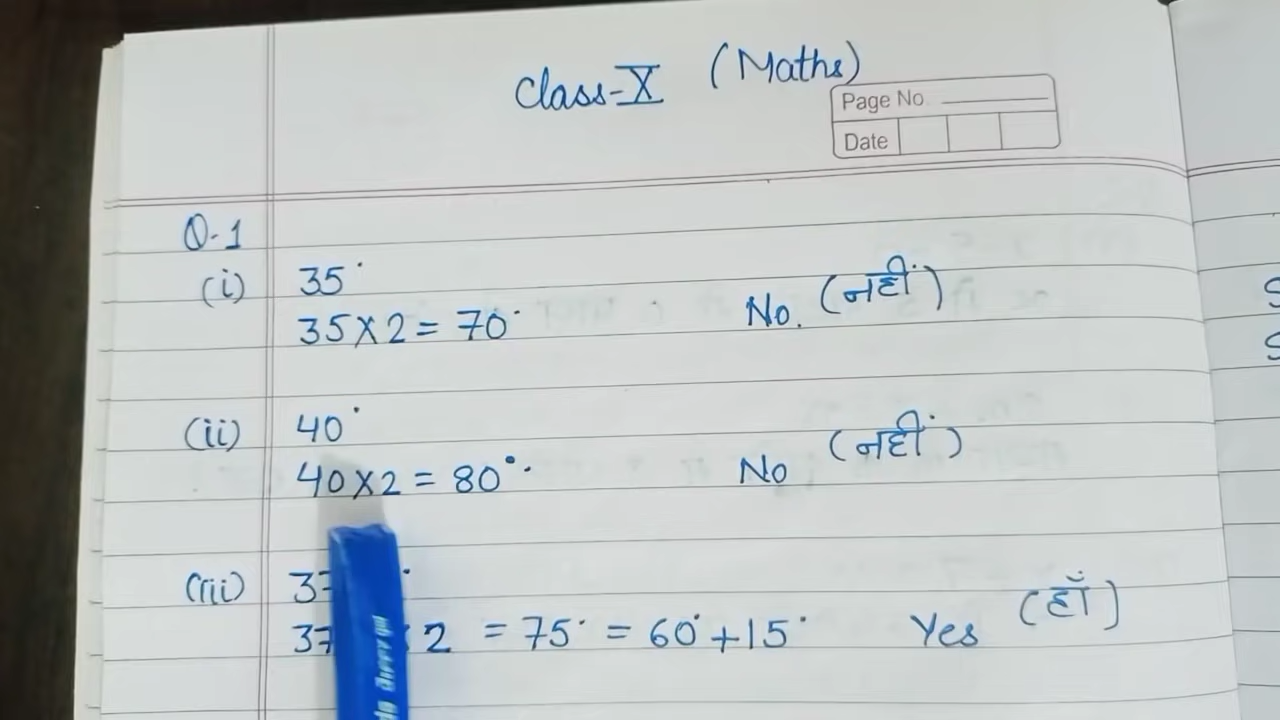 Class-X (Maths)
Page No
Date
Q.1
(i) 35°
35×2 = 70° No. (नहीं)
(ii) 40°
40×2 = 80°. No (नहीं)
(iii)
2 = 75° = 60° + 15° Yes (हाँ)